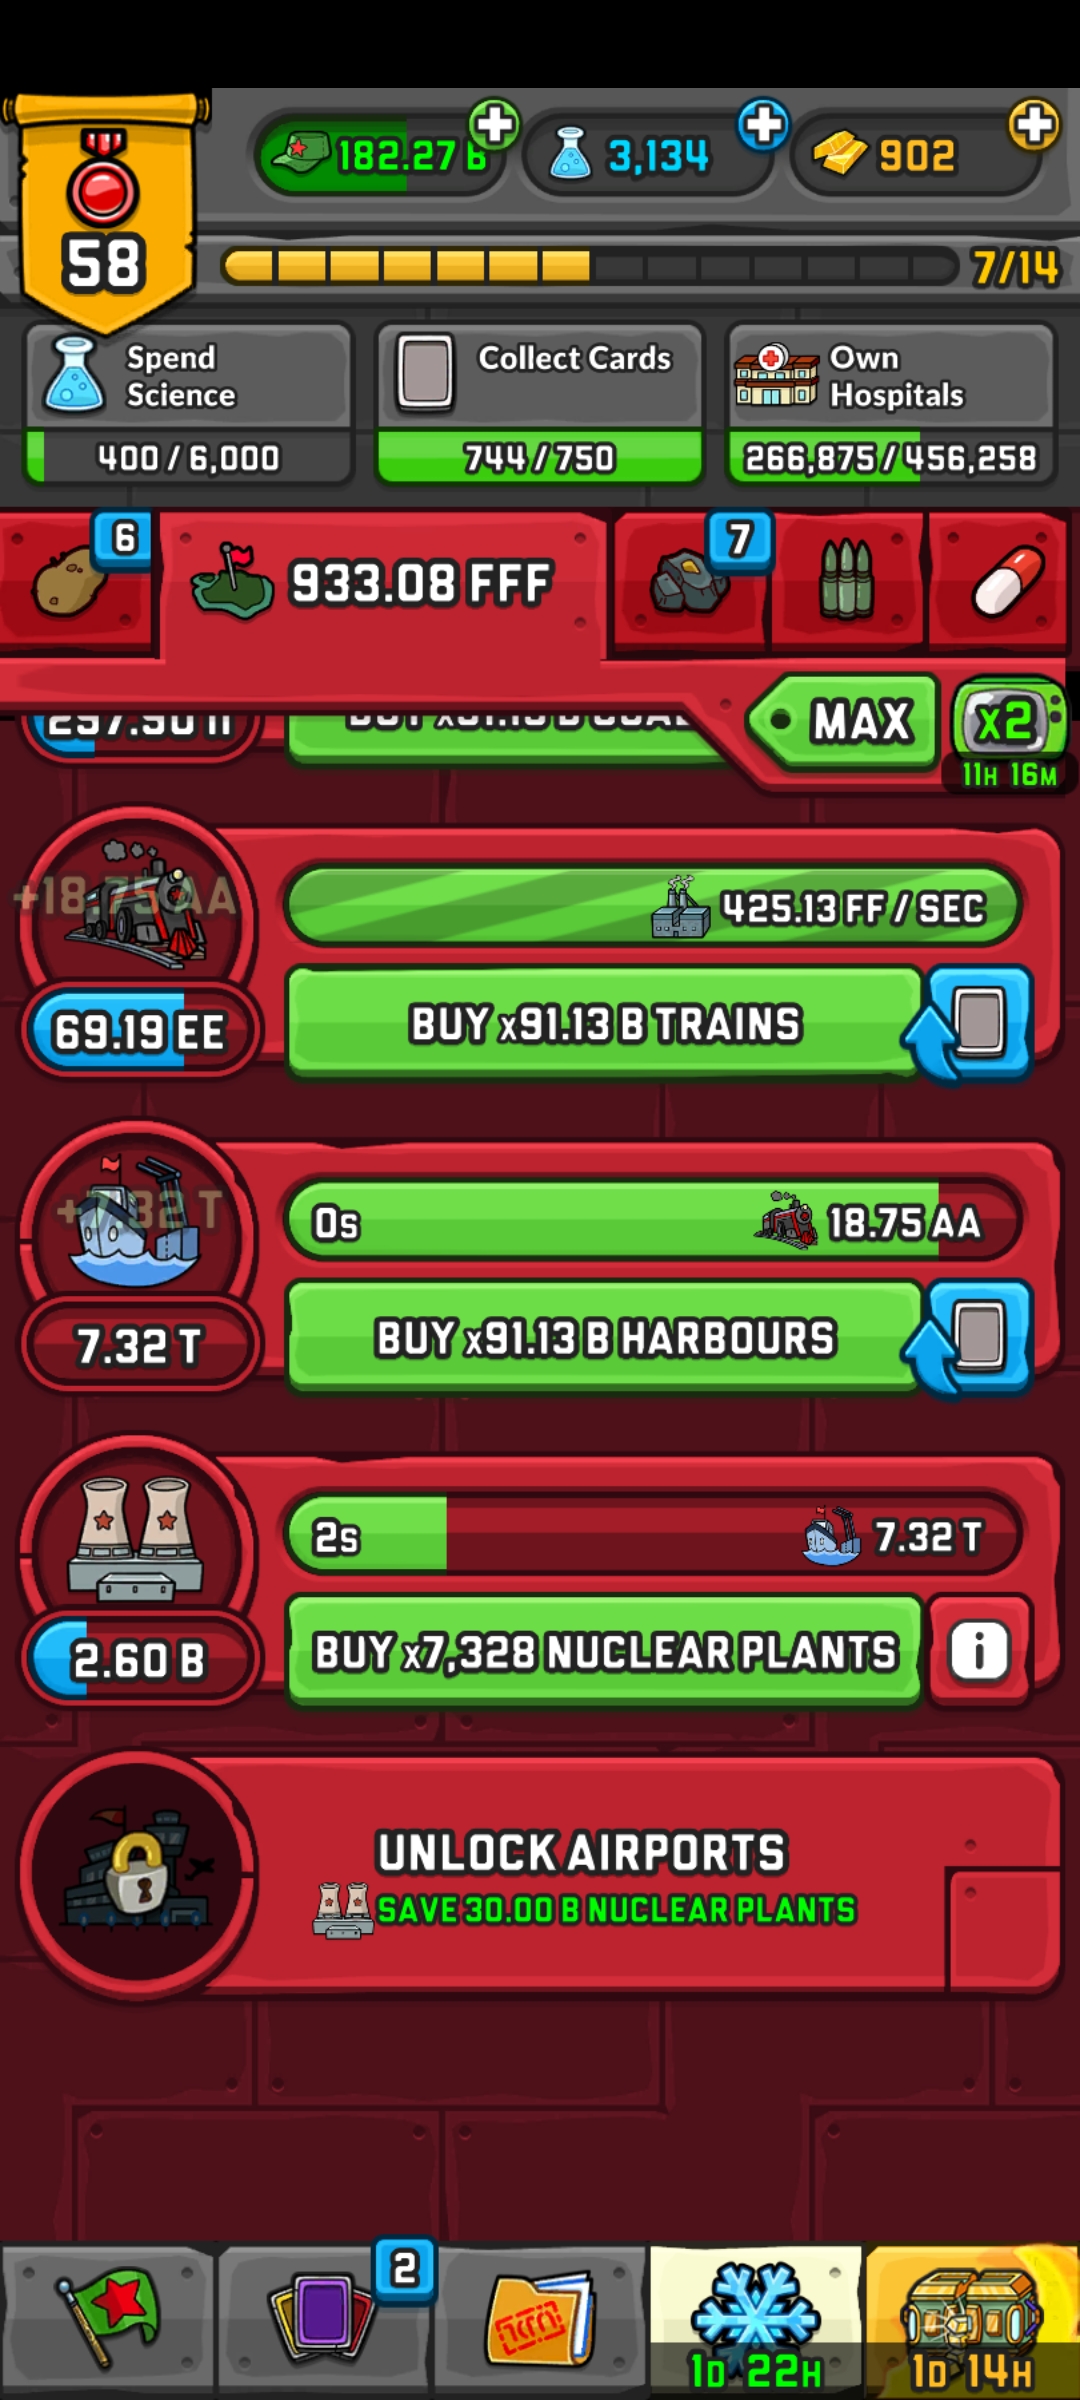 58
182.27 B
3,134
902
7/14
Spend
Science
400/6,000
Collect Cards
744/750
Own
Hospitals
266,875/456,258
6
933.08 FFF
7
MAX
x2
11H 16M
+18.75 AA
425.13 FF / SEC
69.19 EE
BUY x91.13 B TRAINS
+7.32 T
0s
18.75 AA
7.32 T
BUY x91.13 B HARBOURS
2s
7.32 T
2.60 B
BUY x7,328 NUCLEAR PLANTS
i
UNLOCK AIRPORTS
SAVE 30.00 B NUCLEAR PLANTS
2
1D 22H
1D 14H